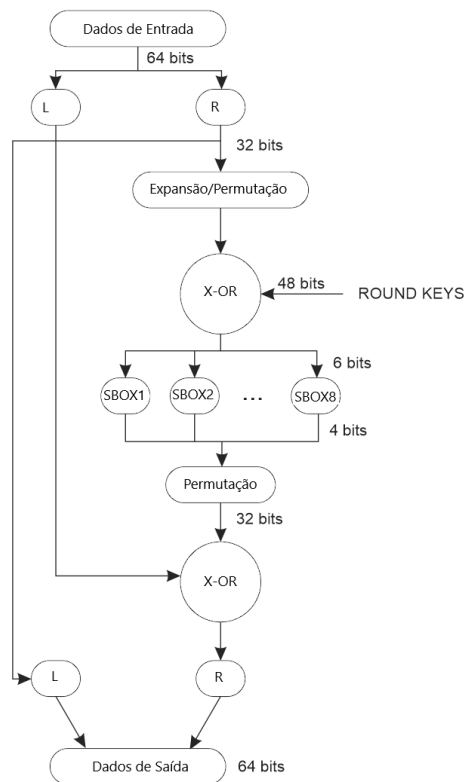 Dados de Entrada
64 bits
L
R
32 bits
Expansão/Permutação
X-OR
48 bits
ROUND KEYS
6 bits
SBOX1
SBOX2
...
SBOX8
4 bits
Permutação
32 bits
X-OR
L
R
Dados de Saída
64 bits